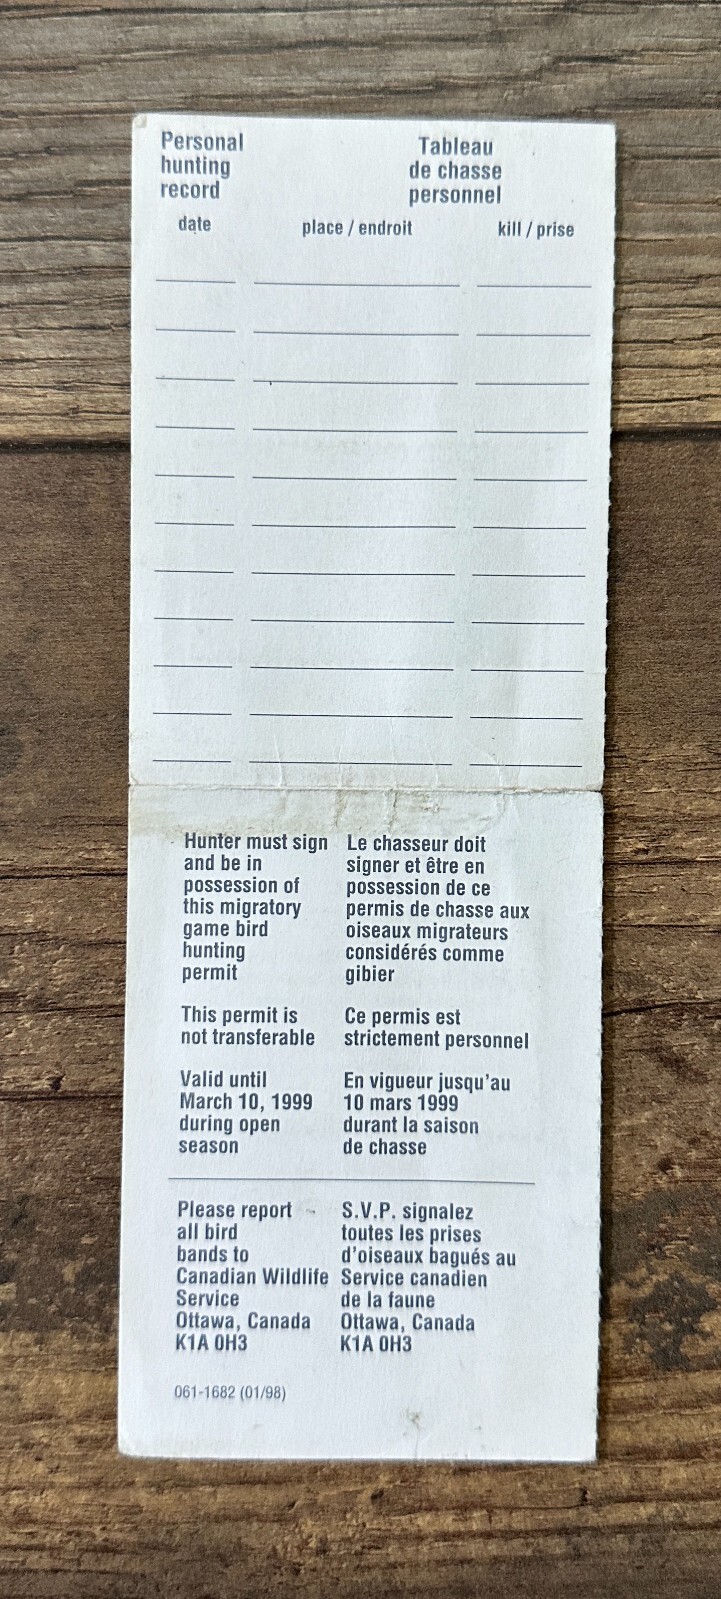 Personal
hunting
record
Tableau
de chasse
personnel
date
place / endroit
kill / prise
Hunter must sign
and be in
possession of
this migratory
game bird
hunting
permit
This permit is
not transferable
Valid until
March 10, 1999
during open
season
Le chasseur doit
signer et être en
possession de ce
permis de chasse aux
oiseaux migrateurs
considérés comme
gibier
Ce permis est
strictement personnel
En vigueur jusqu'au
10 mars 1999
durant la saison
de chasse
Please report
all bird
bands to
Canadian Wildlife
Service
Ottawa, Canada
K1A 0H3
S.V.P. signalez
toutes les prises
d'oiseaux bagués au
Service canadien
de la faune
Ottawa, Canada
K1A 0H3
061-1682 (01/98)